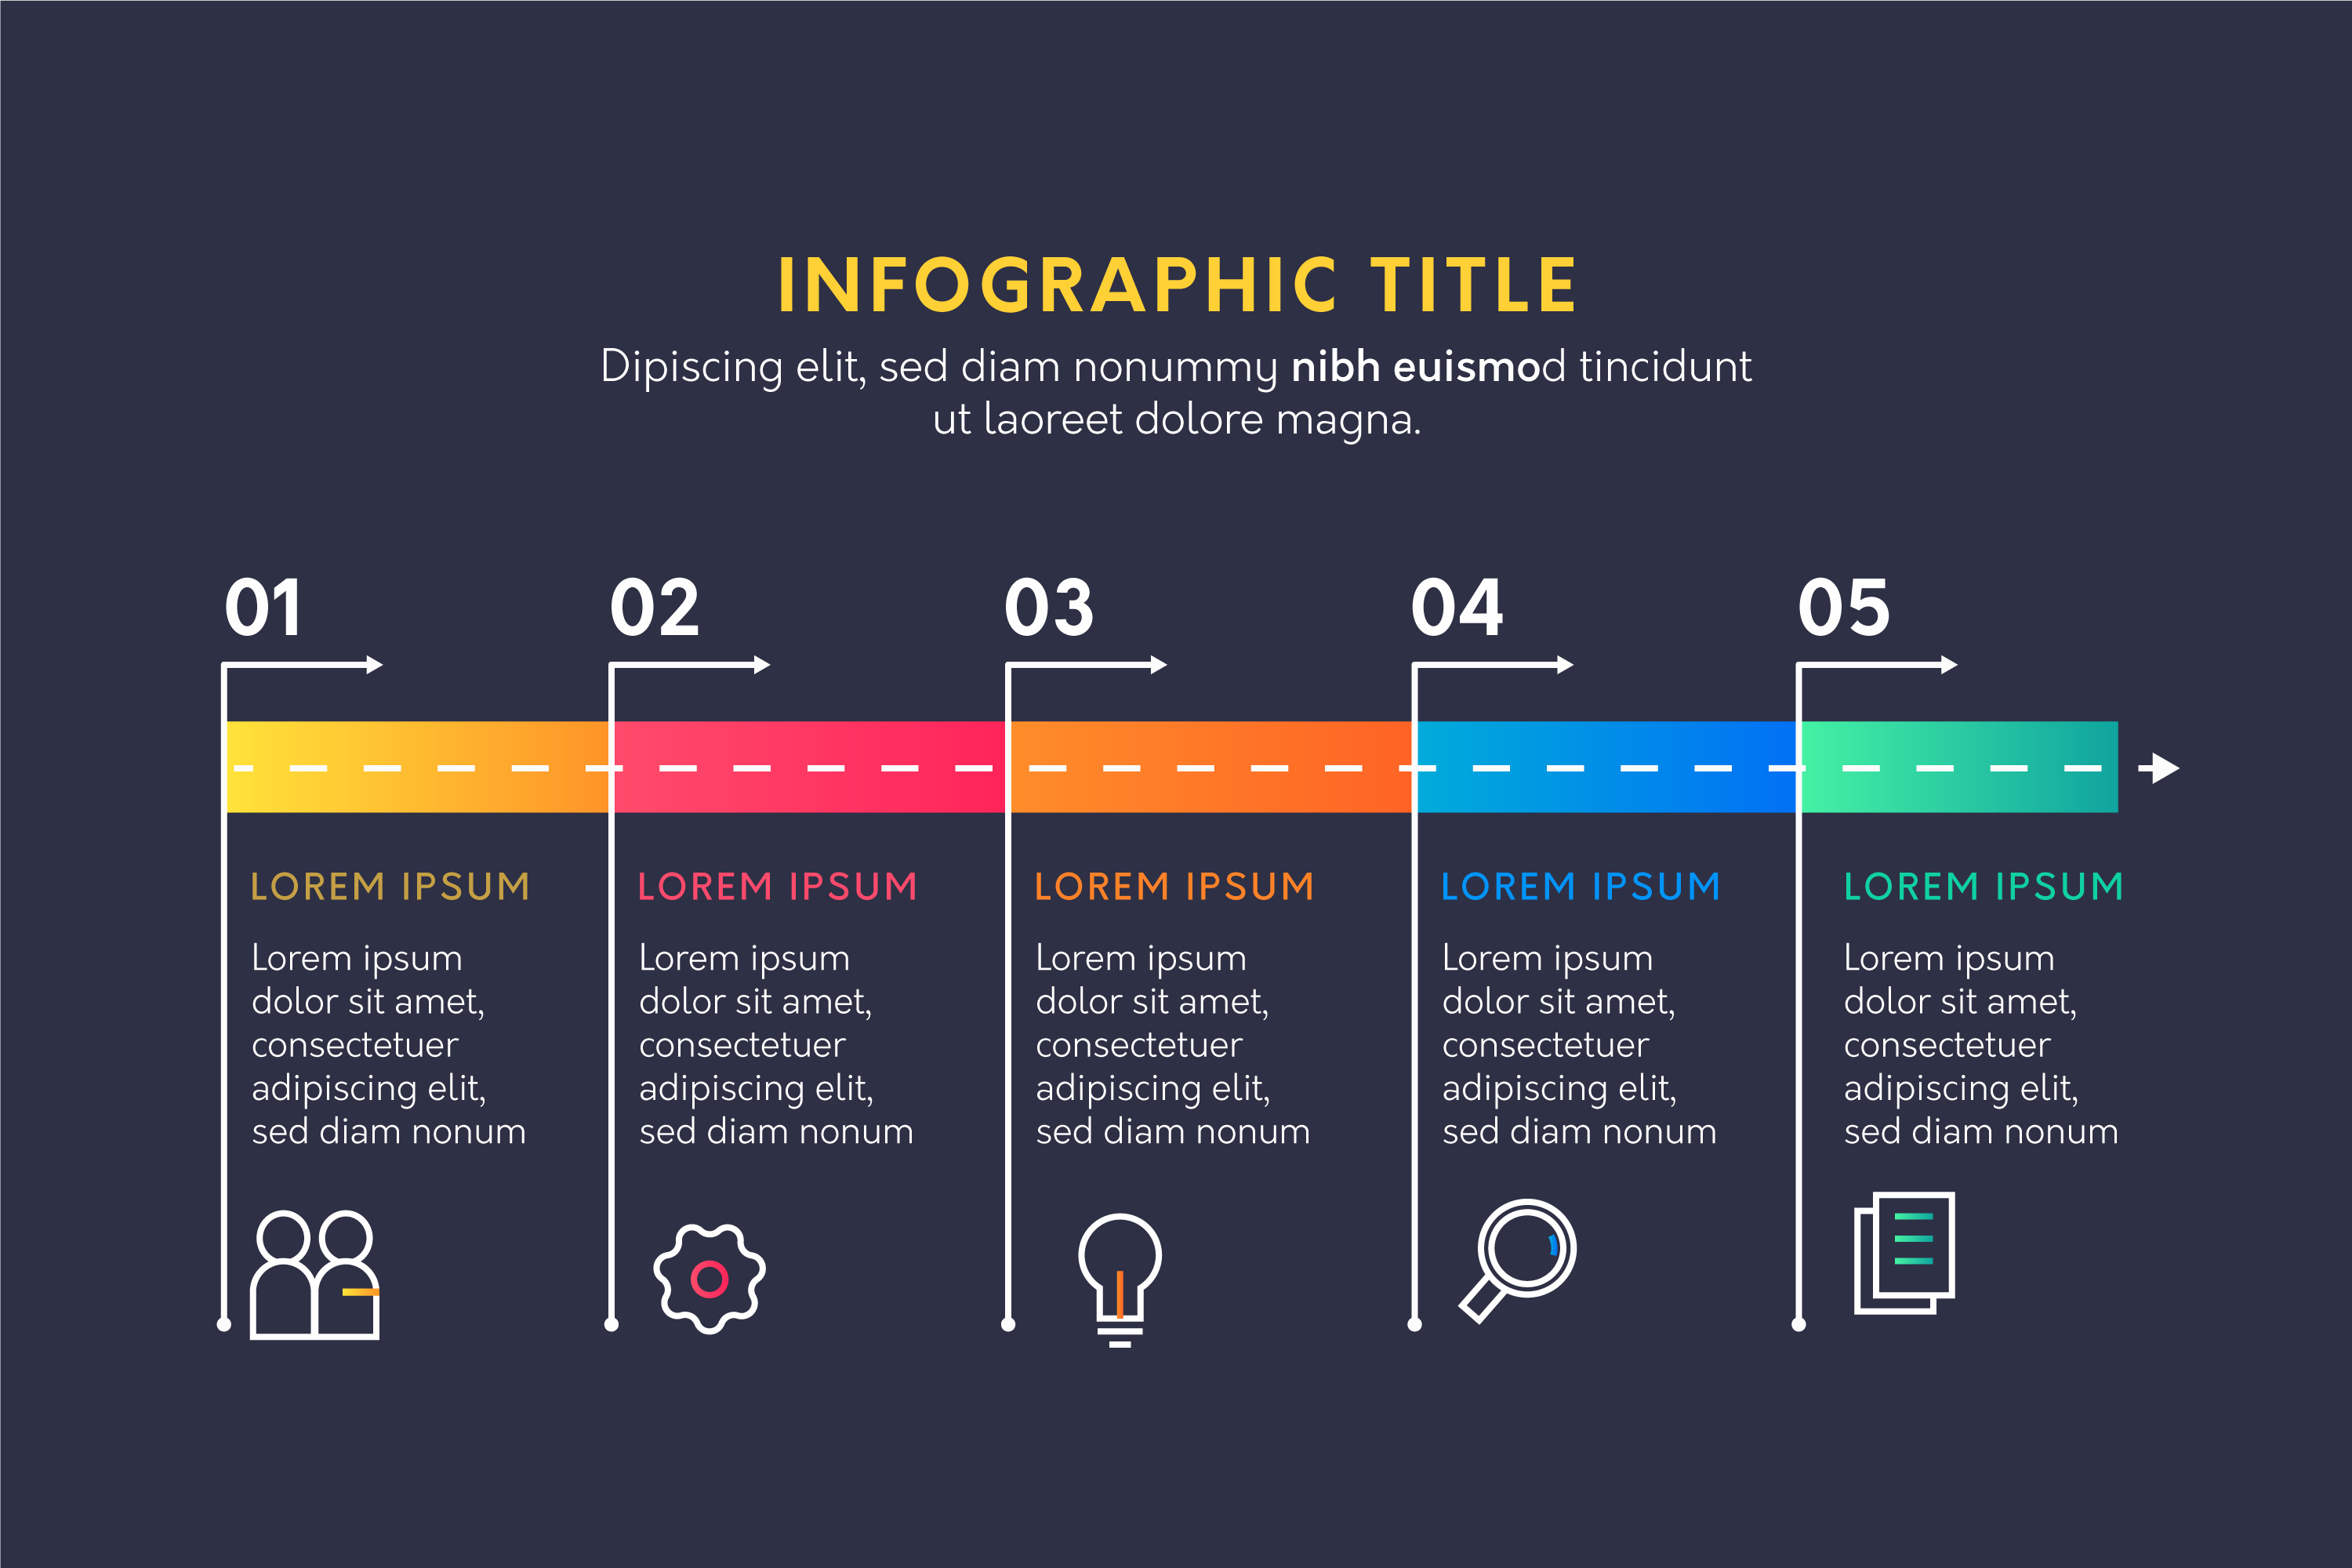 INFOGRAPHIC TITLE
Dipiscing elit, sed diam nonummy nibh euismod tincidunt
ut laoreet dolore magna.
01
02
03
04
05
LOREM IPSUM
Lorem ipsum
dolor sit amet,
consectetuer
adipiscing elit,
sed diam nonum
LOREM IPSUM
Lorem ipsum
dolor sit amet,
consectetuer
adipiscing elit,
sed diam nonum
LOREM IPSUM
Lorem ipsum
dolor sit amet,
consectetuer
adipiscing elit,
sed diam nonum
LOREM IPSUM
Lorem ipsum
dolor sit amet,
consectetuer
adipiscing elit,
sed diam nonum
LOREM IPSUM
Lorem ipsum
dolor sit amet,
consectetuer
adipiscing elit,
sed diam nonum